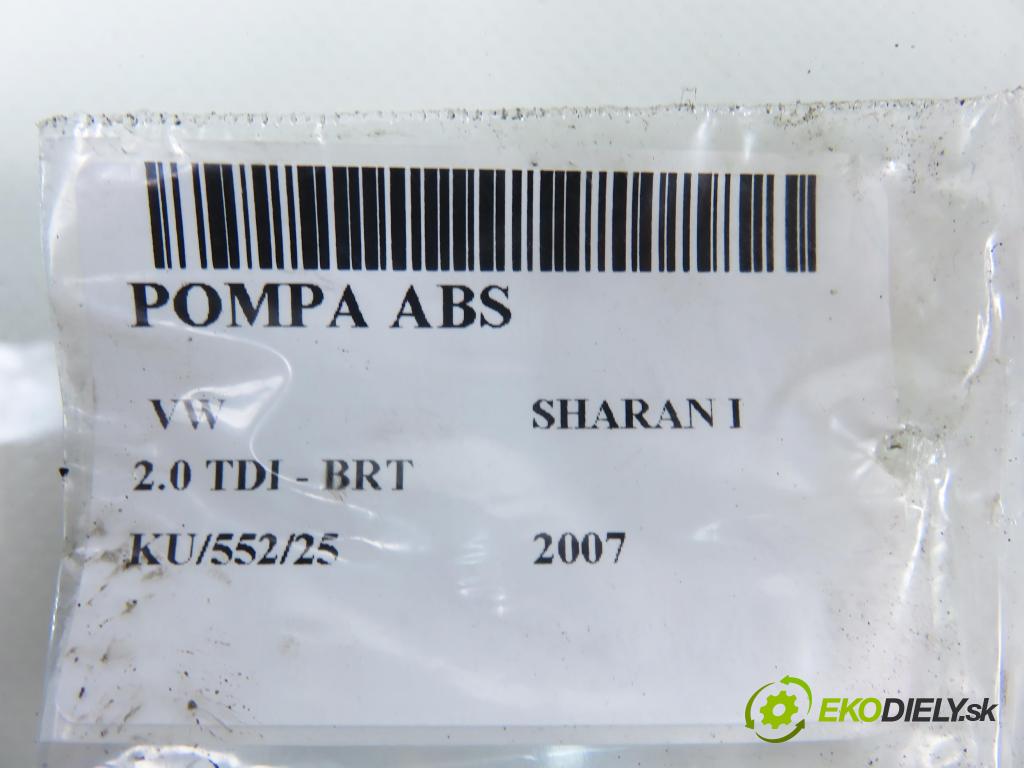 POMPA ABS
VW SHARAN I
2.0 TDI - BRT
KU/552/25 2007
EKODIELY.sk